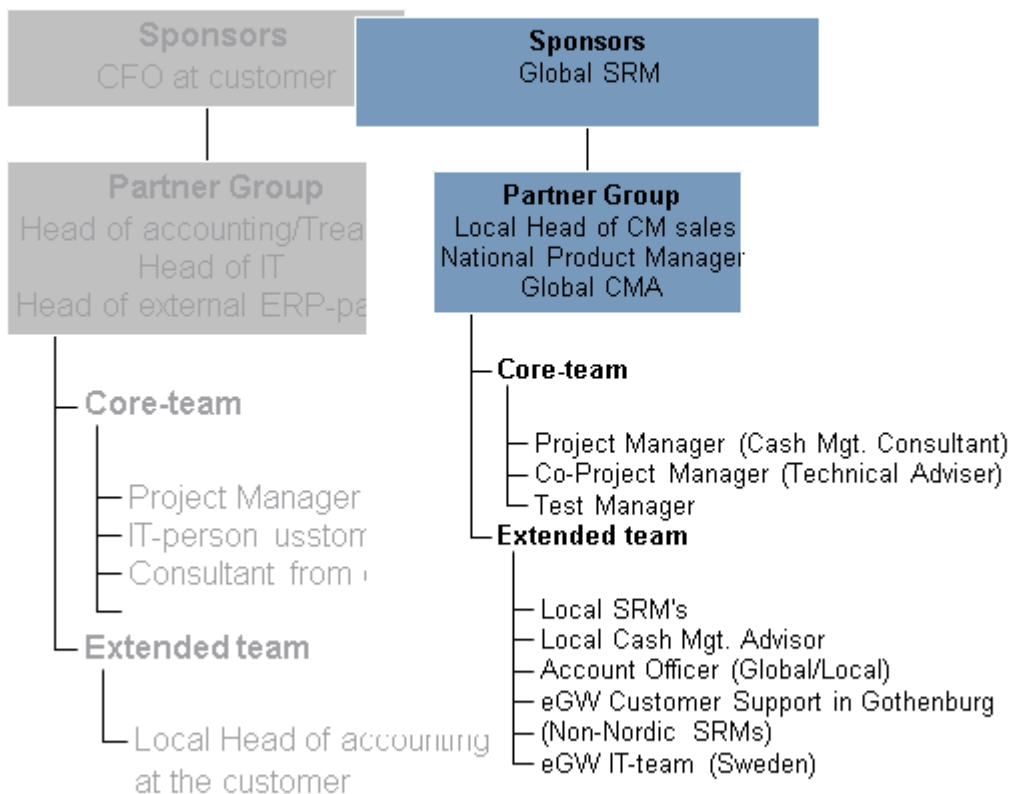 Sponsors
CFO at customer
Partner Group
Head of accounting/Trea
Head of IT
Head of external ERP-pa
Core-team
Project Manager
IT-person usstom
Consultant from
Extended team
Local Head of accounting
at the customer
Sponsors
Global SRM
Partner Group
Local Head of CM sales
National Product Manager
Global CMA
Core-team
Project Manager (Cash Mgt. Consultant)
Co-Project Manager (Technical Adviser)
Test Manager
Extended team
Local SRM's
Local Cash Mgt. Advisor
Account Officer (Global/Local)
eGW Customer Support in Gothenburg
(Non-Nordic SRMs)
eGW IT-team (Sweden)